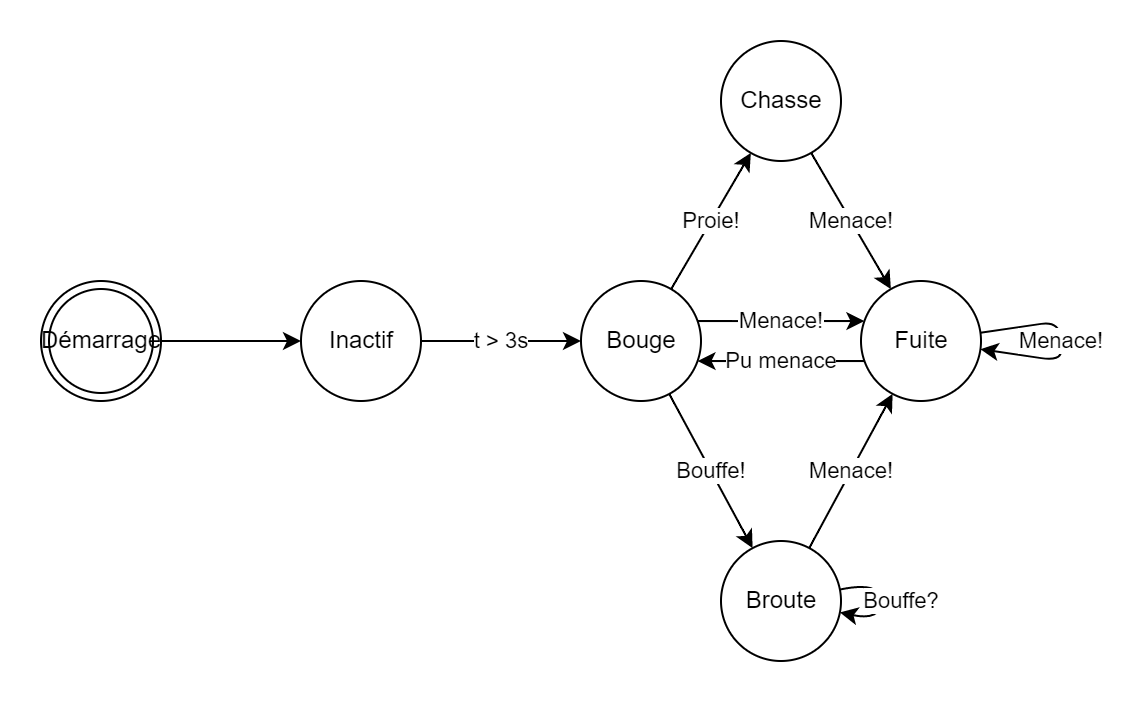 Chasse
Proie!
Menace!
Démarrage
Inactif
t > 3s
Bouge
Menace!
Pu menace
Fuite
Menace!
Bouffe!
Menace!
Broute
Bouffe?